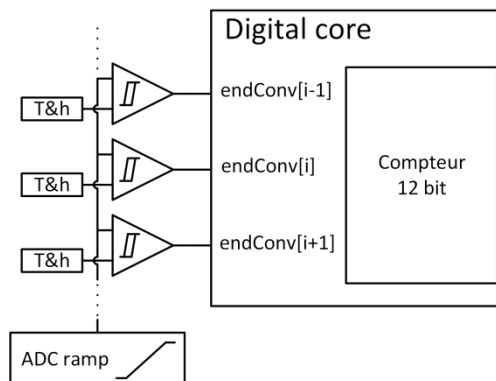 Digital core
endConv[i-1]
T&h
endConv[i]
Compteur
12 bit
T&h
endConv[i+1]
T&h
ADC ramp